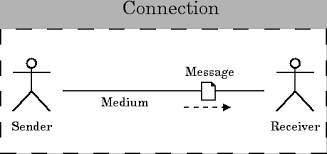 Connection
Message
Medium
Sender
Receiver